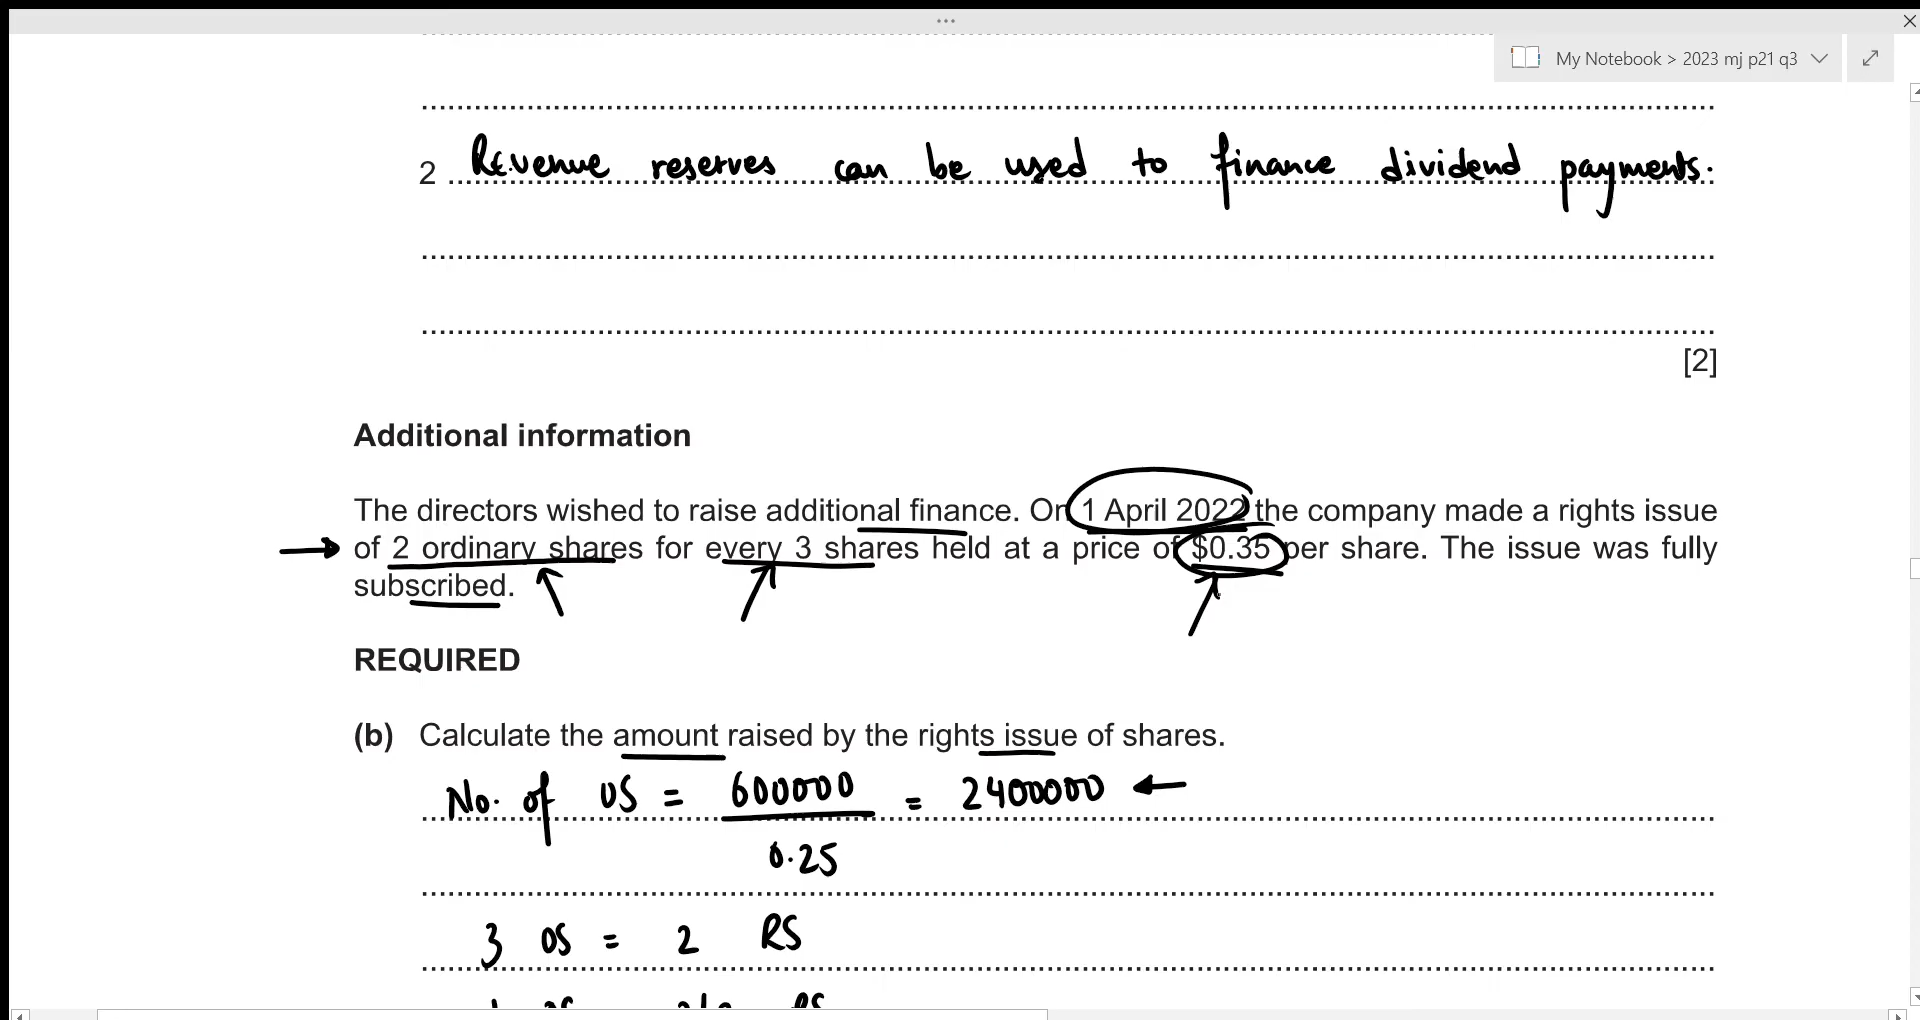 My Notebook > 2023 mj p21 q3
2 Revenue reserves can be used to finance dividend payments.
[2]
Additional information
The directors wished to raise additional finance. On 1 April 2022 the company made a rights issue
of 2 ordinary shares for every 3 shares held at a price of $0.35 per share. The issue was fully
subscribed.
REQUIRED
(b) Calculate the amount raised by the rights issue of shares.
No. of OS = 600000 = 2400000
0.25
3 OS = 2 RS